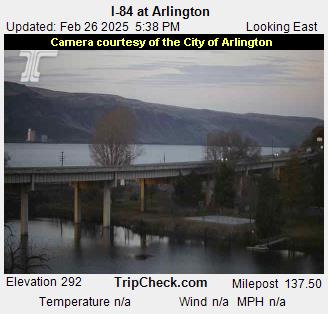 I-84 at Arlington
Updated: Feb 26 2025 5:38 PM Looking East
Camera courtesy of the City of Arlington
Elevation 292 TripCheck.com Milepost 137.50
Temperature n/a Wind n/a MPH n/a